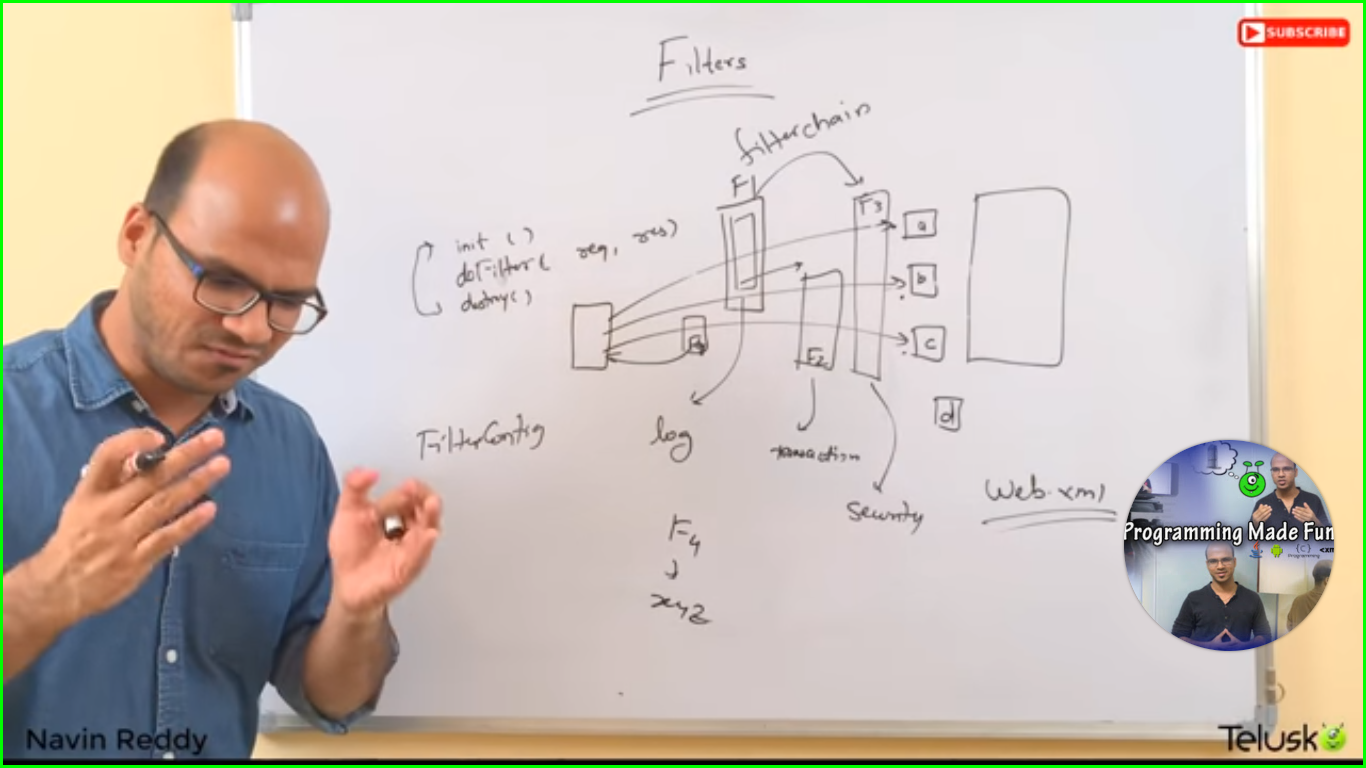 SUBSCRIBE
Filters
filterchain
F1
F3
a
init ( )
doFilter( req, res)
destroy( )
b
c
F2
d
FilterConfig
log
transaction
Security
Web.xml
F4
xyz
Programming Made Fun
Navin Reddy
Telusko